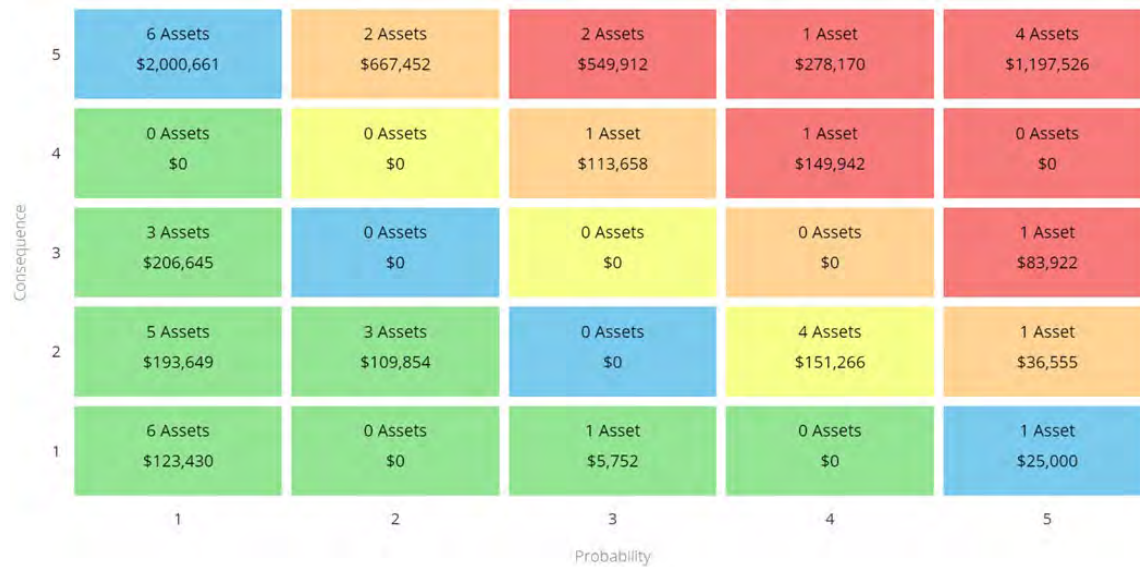 5
6 Assets
$2,000,661
2 Assets
$667,452
2 Assets
$549,912
1 Asset
$278,170
4 Assets
$1,197,526
4
0 Assets
$0
0 Assets
$0
1 Asset
$113,658
1 Asset
$149,942
0 Assets
$0
Consequence
3
3 Assets
$206,645
0 Assets
$0
0 Assets
$0
0 Assets
$0
1 Asset
$83,922
2
5 Assets
$193,649
3 Assets
$109,854
0 Assets
$0
4 Assets
$151,266
1 Asset
$36,555
1
6 Assets
$123,430
0 Assets
$0
1 Asset
$5,752
0 Assets
$0
1 Asset
$25,000
1
2
3
4
5
Probability